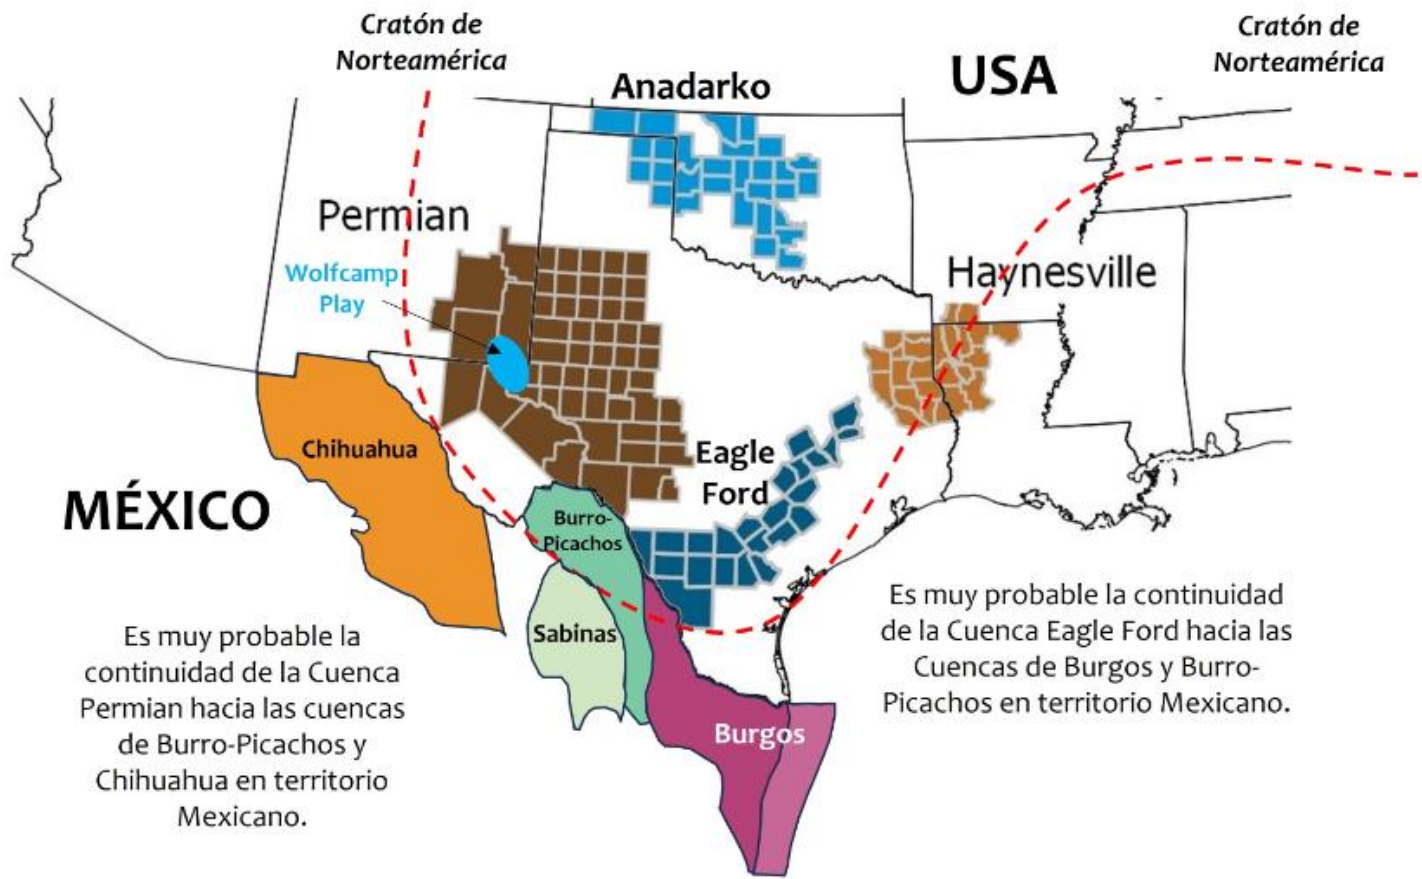 Cratón de
Norteamérica
Cratón de
Norteamérica
USA
Anadarko
Permian
Wolfcamp
Play
Haynesville
Chihuahua
Eagle
Ford
MÉXICO
Burro-
Picachos
Sabinas
Burgos
Es muy probable la continuidad
de la Cuenca Eagle Ford hacia las
Cuencas de Burgos y Burro-
Picachos en territorio Mexicano.
Es muy probable la
continuidad de la Cuenca
Permian hacia las cuencas
de Burro-Picachos y
Chihuahua en territorio
Mexicano.